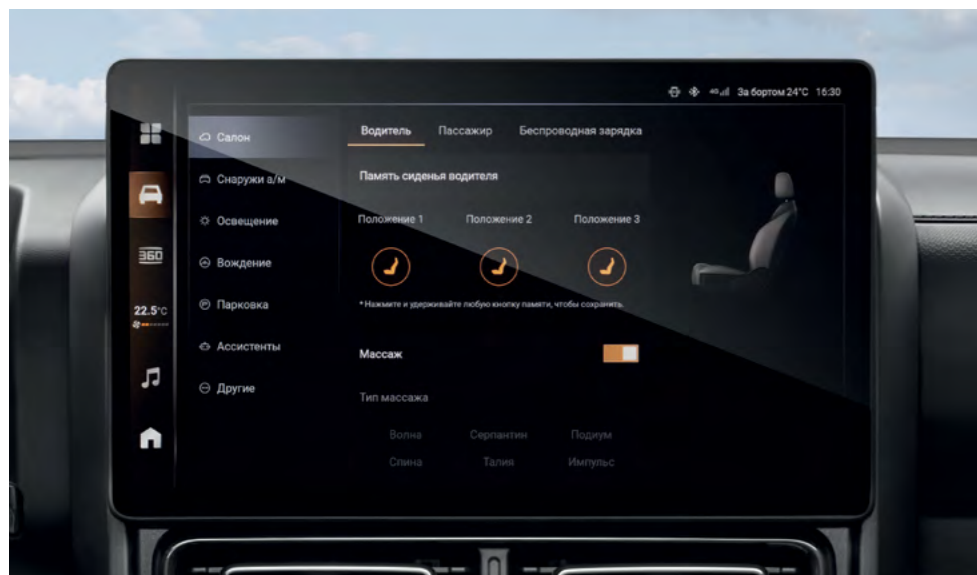 4G За бортом 24°C 16:30
Салон
Снаружи а/м
Освещение
Вождение
Парковка
Ассистенты
Другие
360
22.5°C
Водитель Пассажир Беспроводная зарядка
Память сиденья водителя
Положение 1 Положение 2 Положение 3
* Нажмите и удерживайте любую кнопку памяти, чтобы сохранить.
Массаж
Тип массажа
Волна Серпантин Подиум
Спина Талия Импульс